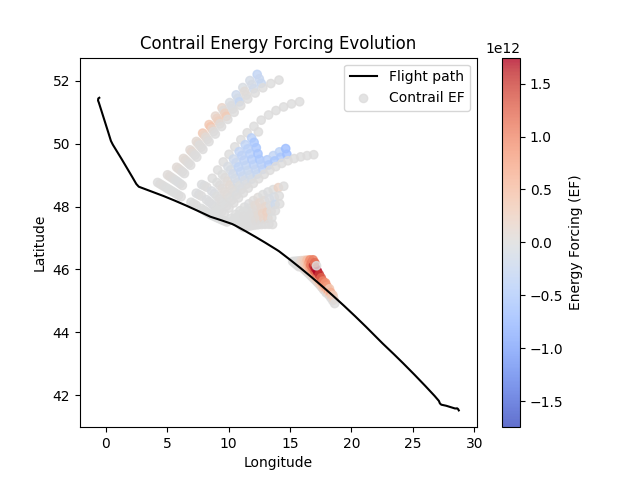 Contrail Energy Forcing Evolution
1e12
Flight path
Contrail EF
52
50
48
46
44
42
Latitude
0
5
10
15
20
25
30
Longitude
1.5
1.0
0.5
0.0
−0.5
−1.0
−1.5
Energy Forcing (EF)